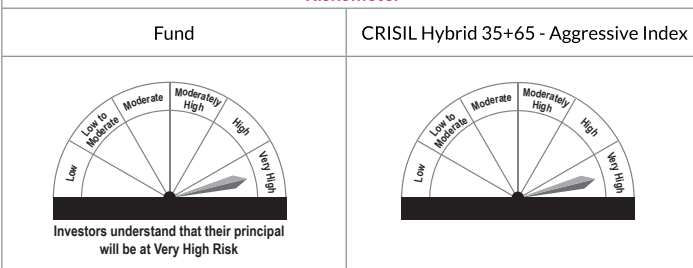 Fund
CRISIL Hybrid 35+65 - Aggressive Index
Low
Low to
Moderate
Moderate
Moderately
High
High
Very High
Low
Low to
Moderate
Moderate
Moderately
High
High
Very High
Investors understand that their principal
will be at Very High Risk